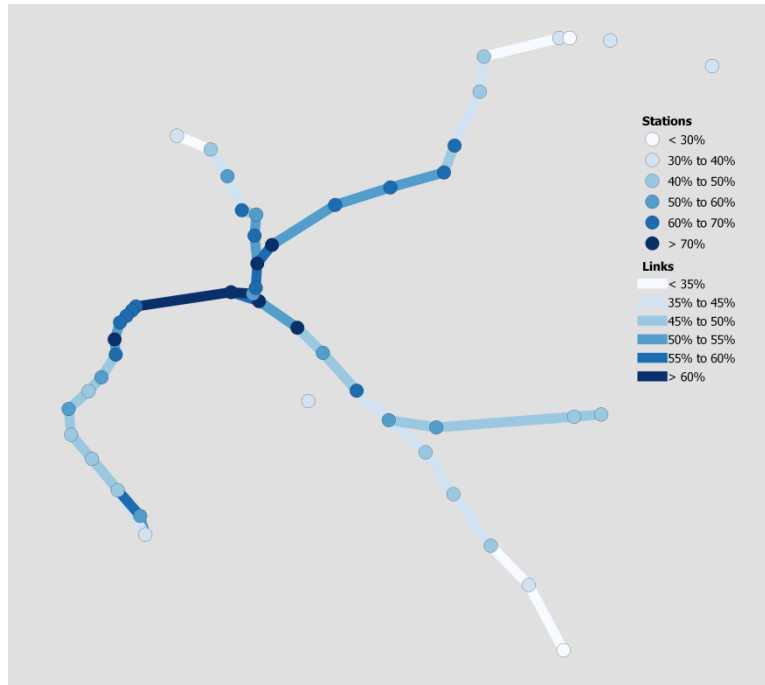 Stations
< 30%
30% to 40%
40% to 50%
50% to 60%
60% to 70%
> 70%
Links
< 35%
35% to 45%
45% to 50%
50% to 55%
55% to 60%
> 60%